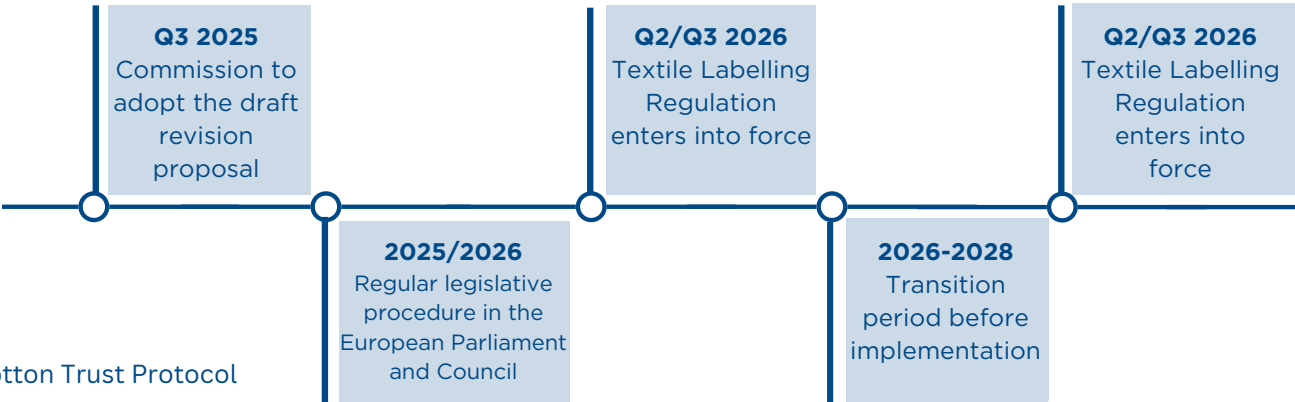 Q3 2025
Commission to
adopt the draft
revision
proposal
2025/2026
Regular legislative
procedure in the
European Parliament
and Council
Q2/Q3 2026
Textile Labelling
Regulation
enters into force
2026-2028
Transition
period before
implementation
Q2/Q3 2026
Textile Labelling
Regulation
enters into
force
Trust Protocol